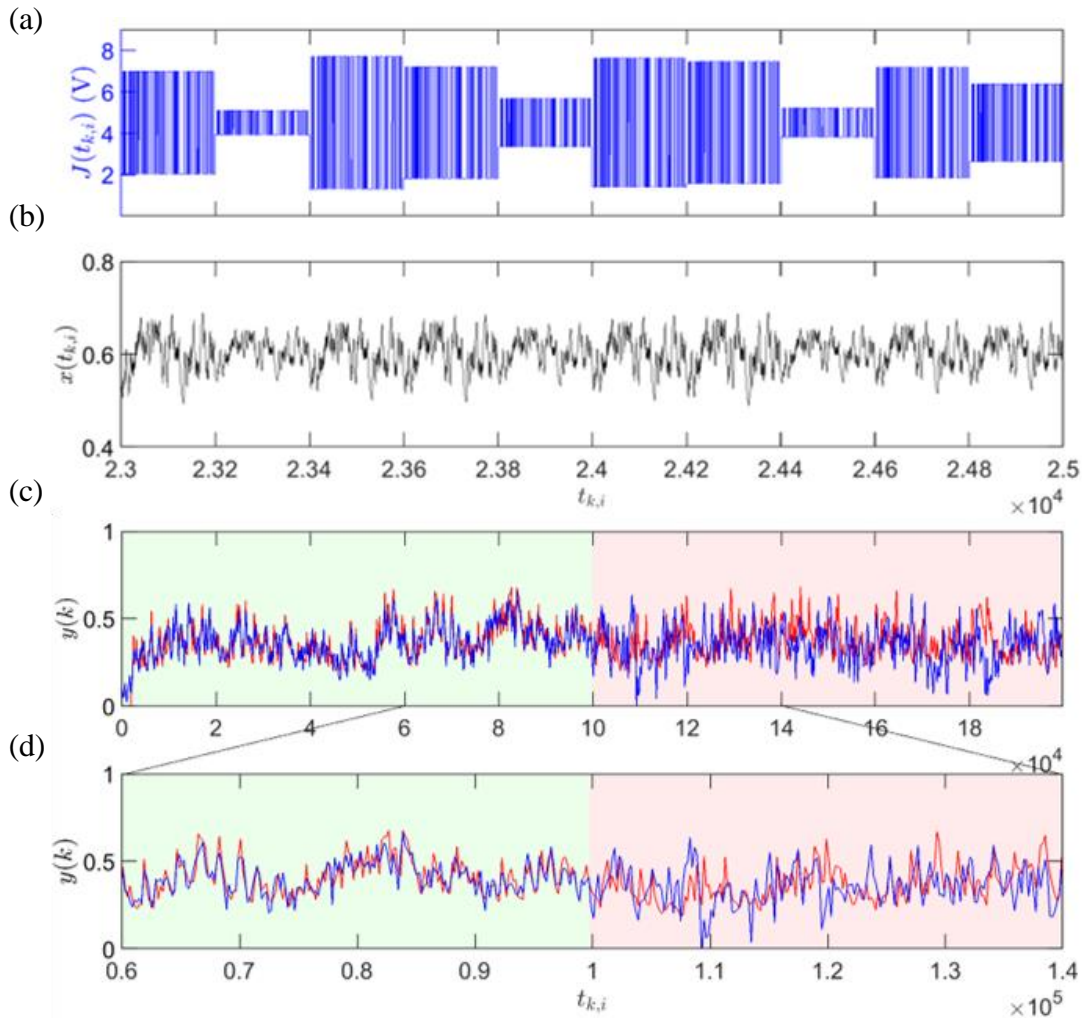 (a)
J(t_{k,i}) (V)
8
6
4
2
(b)
x(t_{k,i})
0.8
0.6
0.4
2.3 2.32 2.34 2.36 2.38 2.4 2.42 2.44 2.46 2.48 2.5
t_{k,i}
×10^4
(c)
y(k)
1
0.5
0
0 2 4 6 8 10 12 14 16 18
×10^4
(d)
y(k)
1
0.5
0
0.6 0.7 0.8 0.9 1 1.1 1.2 1.3 1.4
t_{k,i}
×10^5